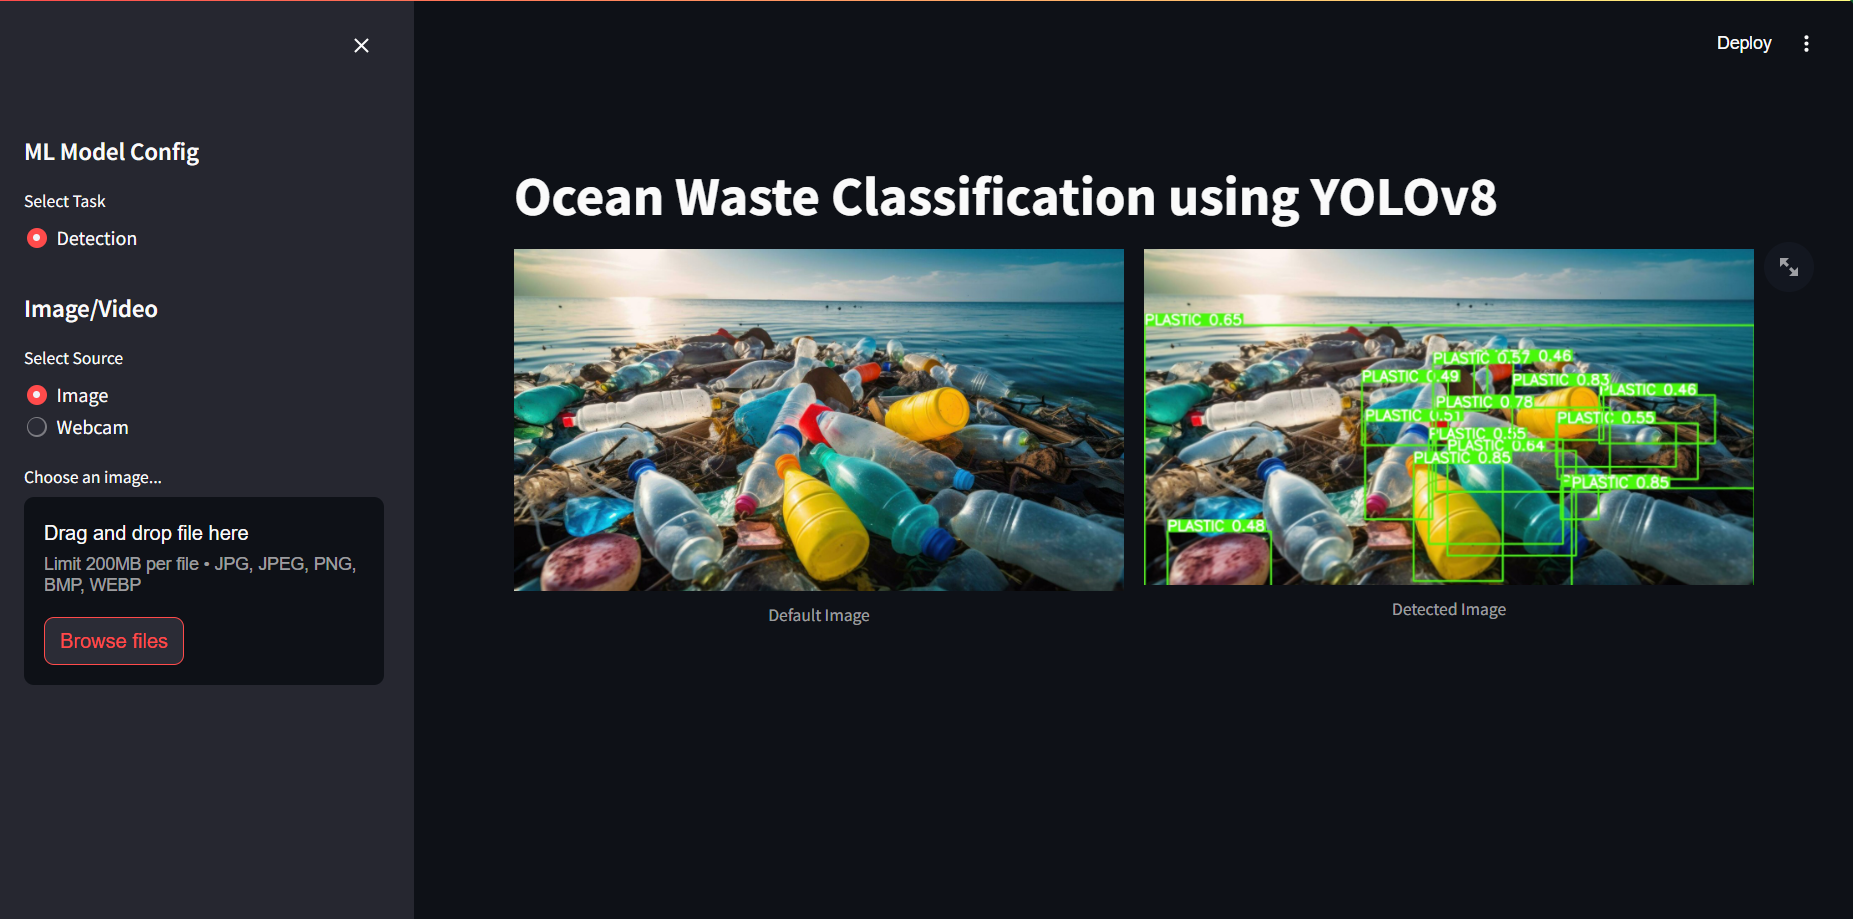 Deploy
ML Model Config
Select Task
Detection
Image/Video
Select Source
Image
Webcam
Choose an image...
Drag and drop file here
Limit 200MB per file • JPG, JPEG, PNG,
BMP, WEBP
Browse files
Ocean Waste Classification using YOLOv8
PLASTIC 0.65
PLASTIC 0.57 0.46
PLASTIC 0.49
PLASTIC 0.83
PLASTIC 0.46
PLASTIC 0.78
PLASTIC 0.51
PLASTIC 0.55
PLASTIC 0.55
PLASTIC 0.64
PLASTIC 0.85
PLASTIC 0.85
PLASTIC 0.48
Default Image
Detected Image